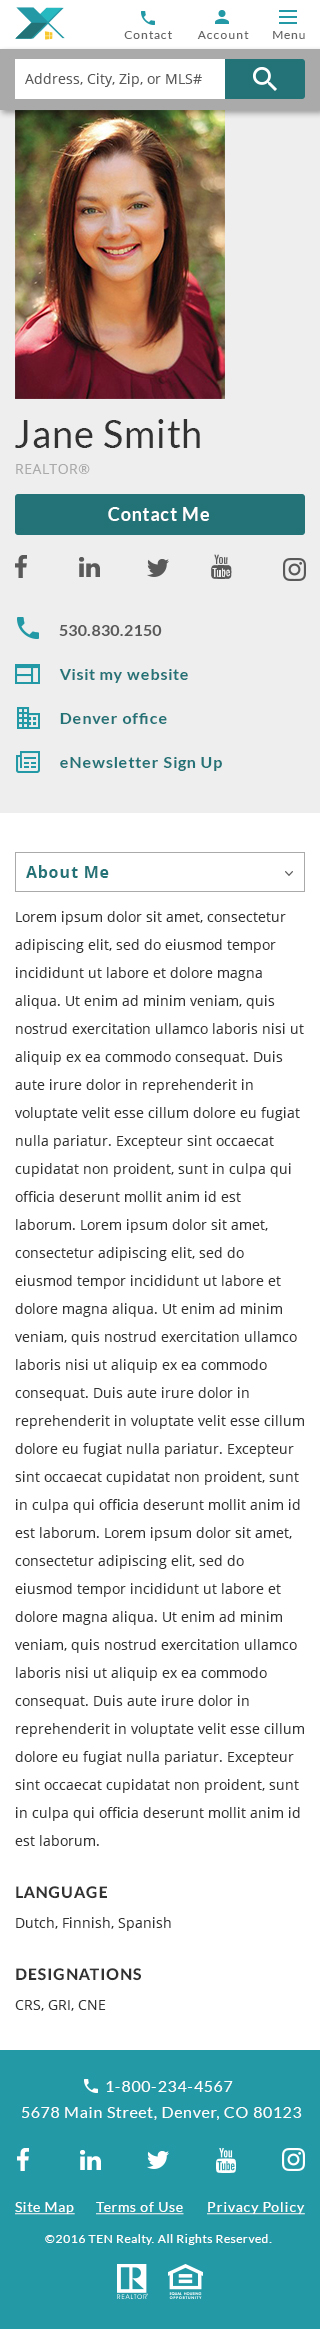 Contact Account Menu
Address, City, Zip, or MLS#
Jane Smith
REALTOR®
Contact Me
530.830.2150
Visit my website
Denver office
eNewsletter Sign Up
About Me
Lorem ipsum dolor sit amet, consectetur
adipiscing elit, sed do eiusmod tempor
incididunt ut labore et dolore magna
aliqua. Ut enim ad minim veniam, quis
nostrud exercitation ullamco laboris nisi ut
aliquip ex ea commodo consequat. Duis
aute irure dolor in reprehenderit in
voluptate velit esse cillum dolore eu fugiat
nulla pariatur. Excepteur sint occaecat
cupidatat non proident, sunt in culpa qui
officia deserunt mollit anim id est
laborum. Lorem ipsum dolor sit amet,
consectetur adipiscing elit, sed do
eiusmod tempor incididunt ut labore et
dolore magna aliqua. Ut enim ad minim
veniam, quis nostrud exercitation ullamco
laboris nisi ut aliquip ex ea commodo
consequat. Duis aute irure dolor in
reprehenderit in voluptate velit esse cillum
dolore eu fugiat nulla pariatur. Excepteur
sint occaecat cupidatat non proident, sunt
in culpa qui officia deserunt mollit anim id
est laborum. Lorem ipsum dolor sit amet,
consectetur adipiscing elit, sed do
eiusmod tempor incididunt ut labore et
dolore magna aliqua. Ut enim ad minim
veniam, quis nostrud exercitation ullamco
laboris nisi ut aliquip ex ea commodo
consequat. Duis aute irure dolor in
reprehenderit in voluptate velit esse cillum
dolore eu fugiat nulla pariatur. Excepteur
sint occaecat cupidatat non proident, sunt
in culpa qui officia deserunt mollit anim id
est laborum.
LANGUAGE
Dutch, Finnish, Spanish
DESIGNATIONS
CRS, GRI, CNE
1-800-234-4567
5678 Main Street, Denver, CO 80123
You
Tube
Site Map Terms of Use Privacy Policy
©2016 TEN Realty. All Rights Reserved.
REALTOR® EQUAL HOUSING
OPPORTUNITY